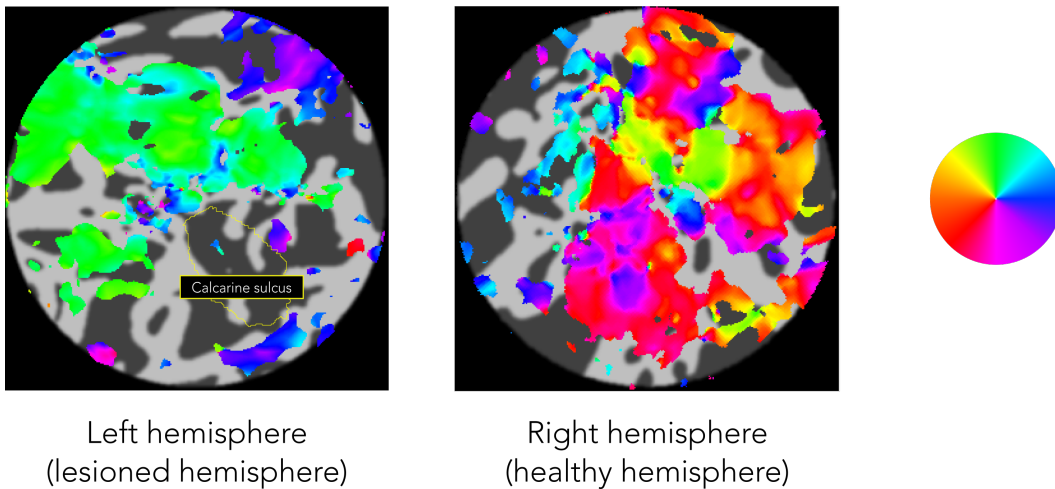 Calcarine sulcus
Left hemisphere
(lesioned hemisphere)
Right hemisphere
(healthy hemisphere)